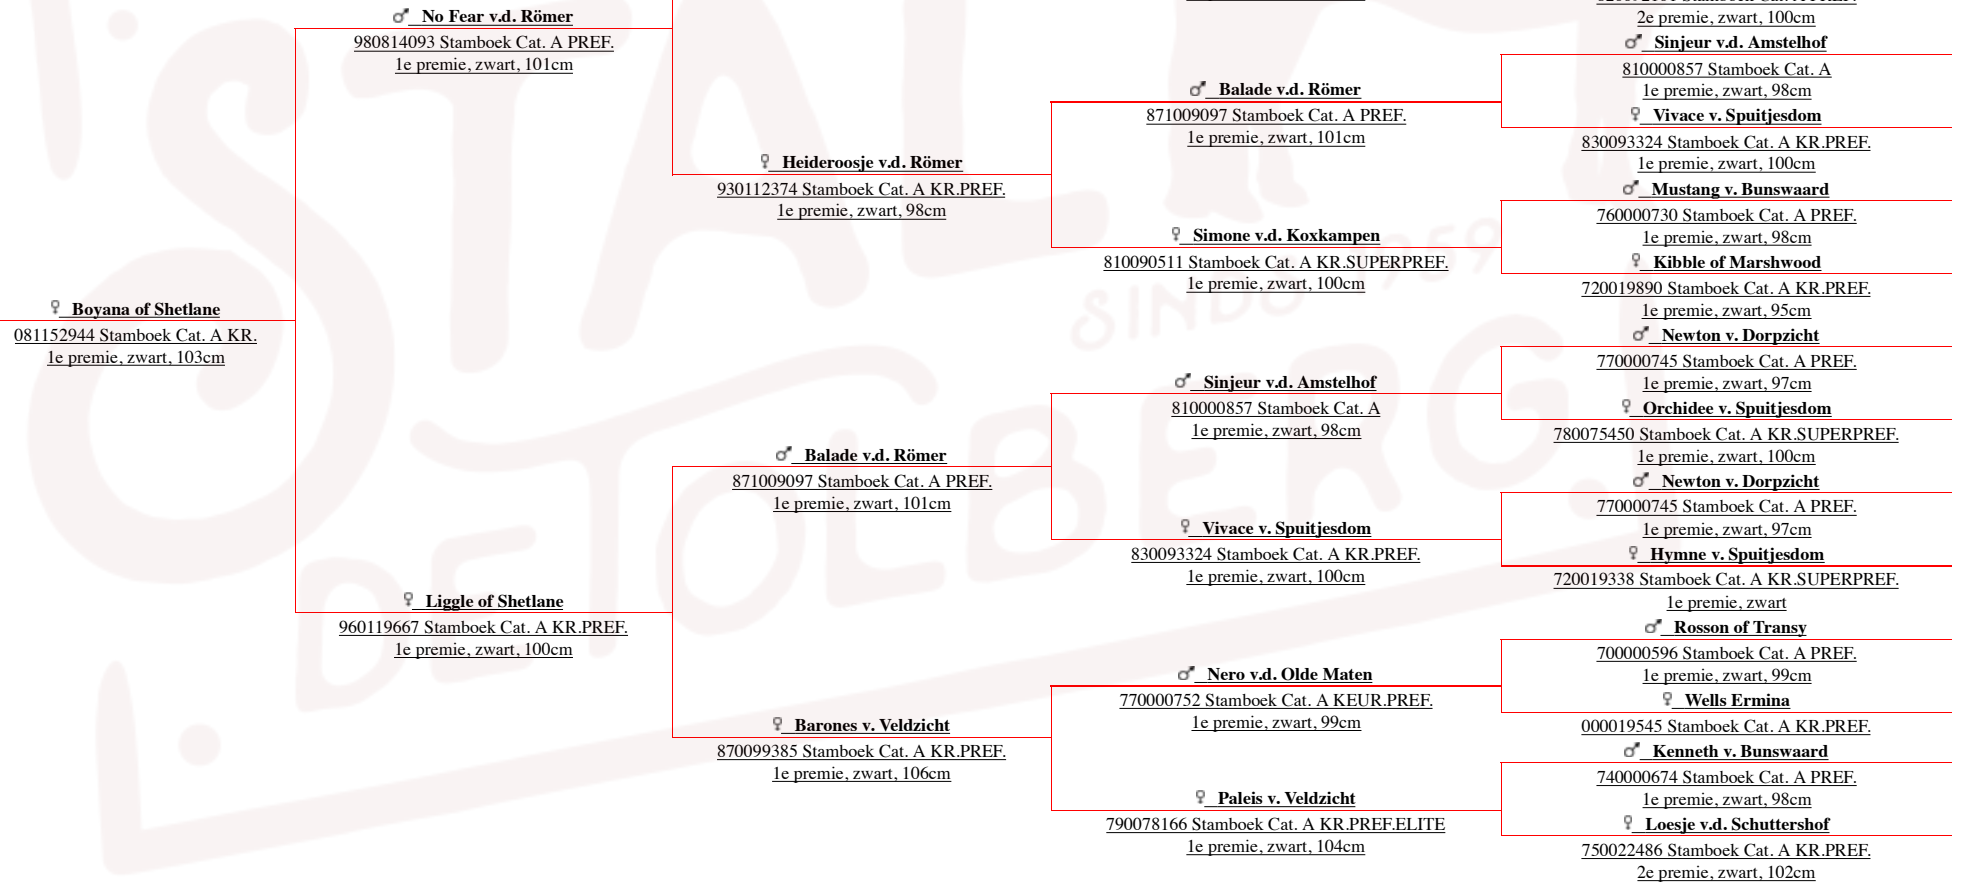 ♀ Boyana of Shetlane
081152944 Stamboek Cat. A KR.
1e premie, zwart, 103cm
♂ No Fear v.d. Römer
980814093 Stamboek Cat. A PREF.
1e premie, zwart, 101cm
♀ Liggle of Shetlane
960119667 Stamboek Cat. A KR.PREF.
1e premie, zwart, 100cm
♀ Heideroosje v.d. Römer
930112374 Stamboek Cat. A KR.PREF.
1e premie, zwart, 98cm
♂ Balade v.d. Römer
871009097 Stamboek Cat. A PREF.
1e premie, zwart, 101cm
♀ Barones v. Veldzicht
870099385 Stamboek Cat. A KR.PREF.
1e premie, zwart, 106cm
♂ Balade v.d. Römer
871009097 Stamboek Cat. A PREF.
1e premie, zwart, 101cm
♀ Simone v.d. Koxkampen
810090511 Stamboek Cat. A KR.SUPERPREF.
1e premie, zwart, 100cm
♂ Sinjeur v.d. Amstelhof
810000857 Stamboek Cat. A
1e premie, zwart, 98cm
♀ Vivace v. Spuitjesdom
830093324 Stamboek Cat. A KR.PREF.
1e premie, zwart, 100cm
♂ Nero v.d. Olde Maten
770000752 Stamboek Cat. A KEUR.PREF.
1e premie, zwart, 99cm
♀ Paleis v. Veldzicht
790078166 Stamboek Cat. A KR.PREF.ELITE
1e premie, zwart, 104cm
2e premie, zwart, 100cm
♂ Sinjeur v.d. Amstelhof
810000857 Stamboek Cat. A
1e premie, zwart, 98cm
♀ Vivace v. Spuitjesdom
830093324 Stamboek Cat. A KR.PREF.
1e premie, zwart, 100cm
♂ Mustang v. Bunswaard
760000730 Stamboek Cat. A PREF.
1e premie, zwart, 98cm
♀ Kibble of Marshwood
720019890 Stamboek Cat. A KR.PREF.
1e premie, zwart, 95cm
♂ Newton v. Dorpzicht
770000745 Stamboek Cat. A PREF.
1e premie, zwart, 97cm
♀ Orchidee v. Spuitjesdom
780075450 Stamboek Cat. A KR.SUPERPREF.
1e premie, zwart, 100cm
♂ Newton v. Dorpzicht
770000745 Stamboek Cat. A PREF.
1e premie, zwart, 97cm
♀ Hymne v. Spuitjesdom
720019338 Stamboek Cat. A KR.SUPERPREF.
1e premie, zwart
♂ Rosson of Transy
700000596 Stamboek Cat. A PREF.
1e premie, zwart, 99cm
♀ Wells Ermina
000019545 Stamboek Cat. A KR.PREF.
♂ Kenneth v. Bunswaard
740000674 Stamboek Cat. A PREF.
1e premie, zwart, 98cm
♀ Loesje v.d. Schuttershof
750022486 Stamboek Cat. A KR.PREF.
2e premie, zwart, 102cm
STAL
SINDS 1959
DE TOLBERG